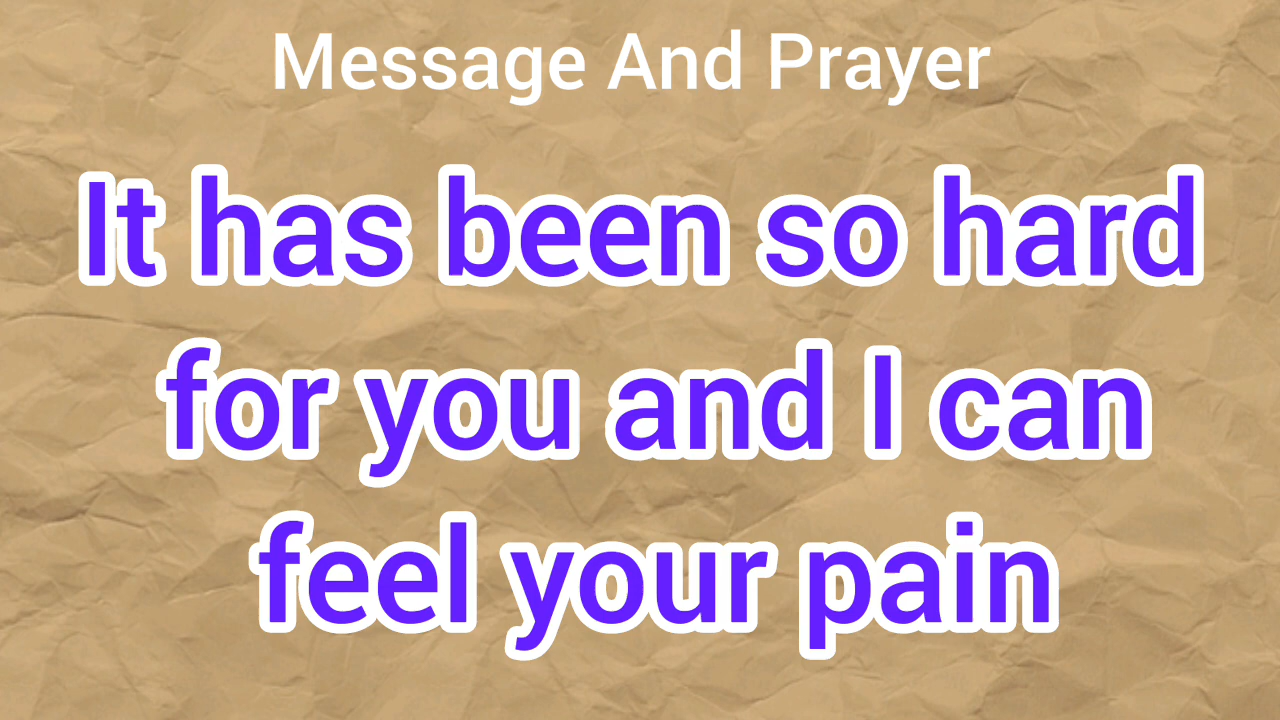 Message And Prayer
It has been so hard
for you and I can
feel your pain